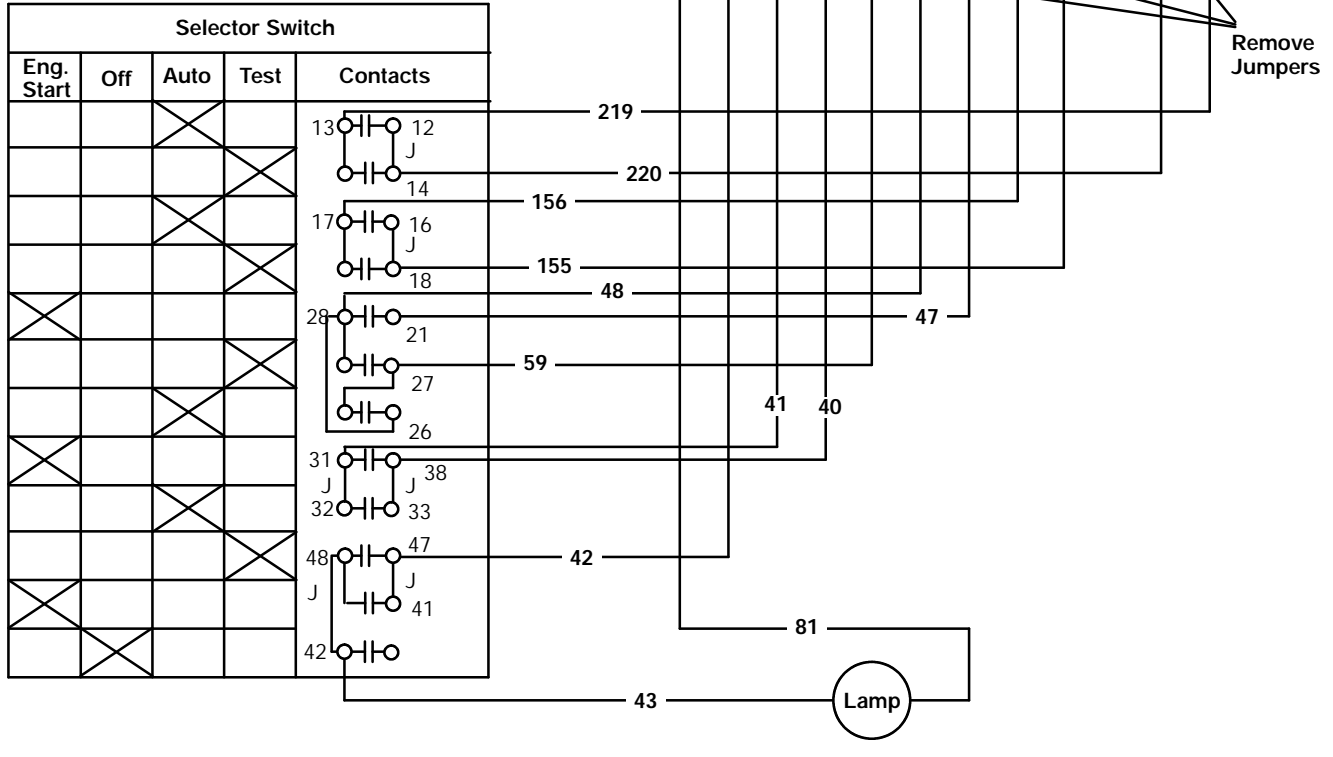 Selector Switch
Eng.
Start
Off
Auto
Test
Contacts
Remove
Jumpers
13
12
J
14
219
220
17
16
J
18
156
155
48
28
21
47
59
27
26
41
40
31
38
J
J
32
33
48
47
42
J
J
41
42
81
43
Lamp